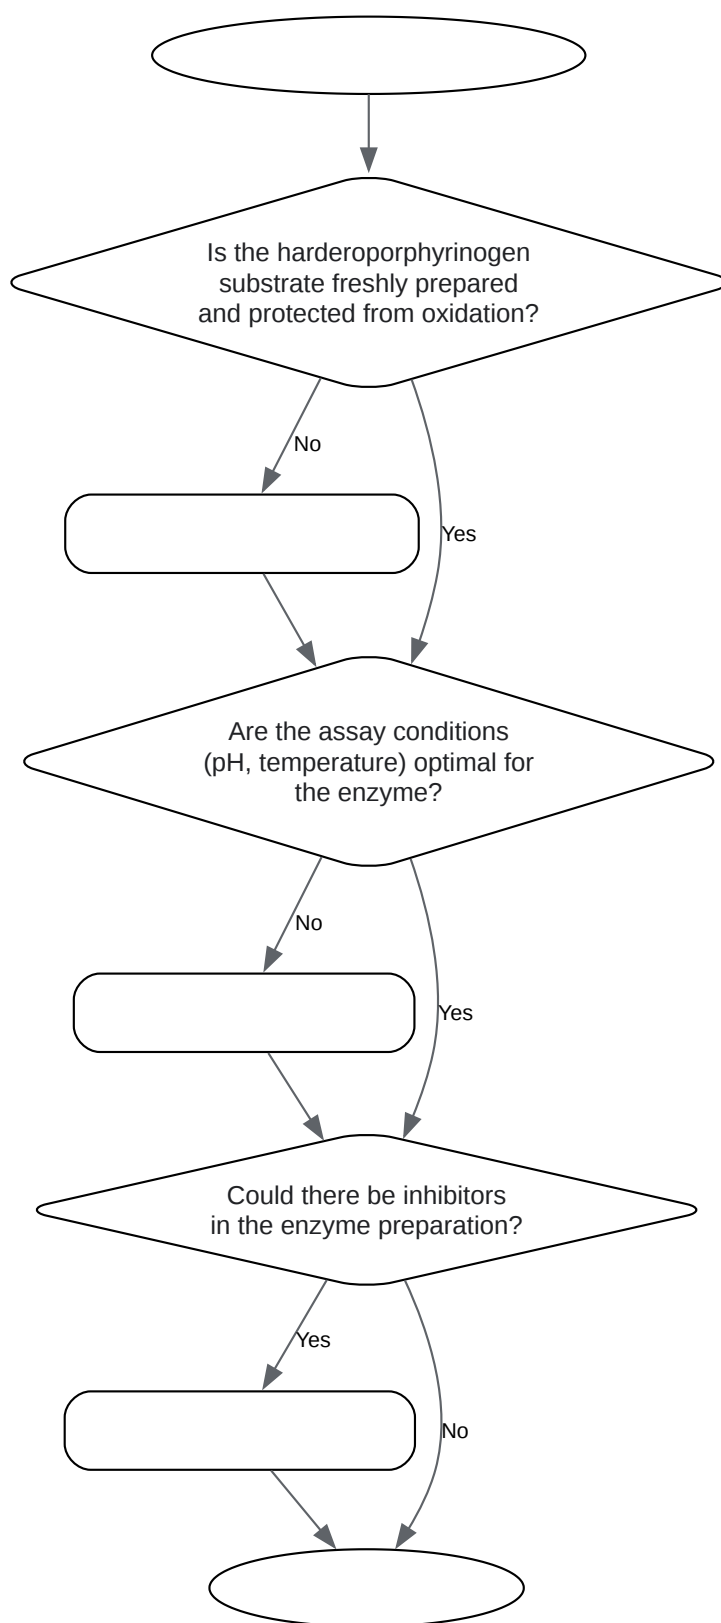 Is the harderoporphyrinogen
substrate freshly prepared
and protected from oxidation?
No
Yes
Are the assay conditions
(pH, temperature) optimal for
the enzyme?
No
Yes
Could there be inhibitors
in the enzyme preparation?
Yes
No